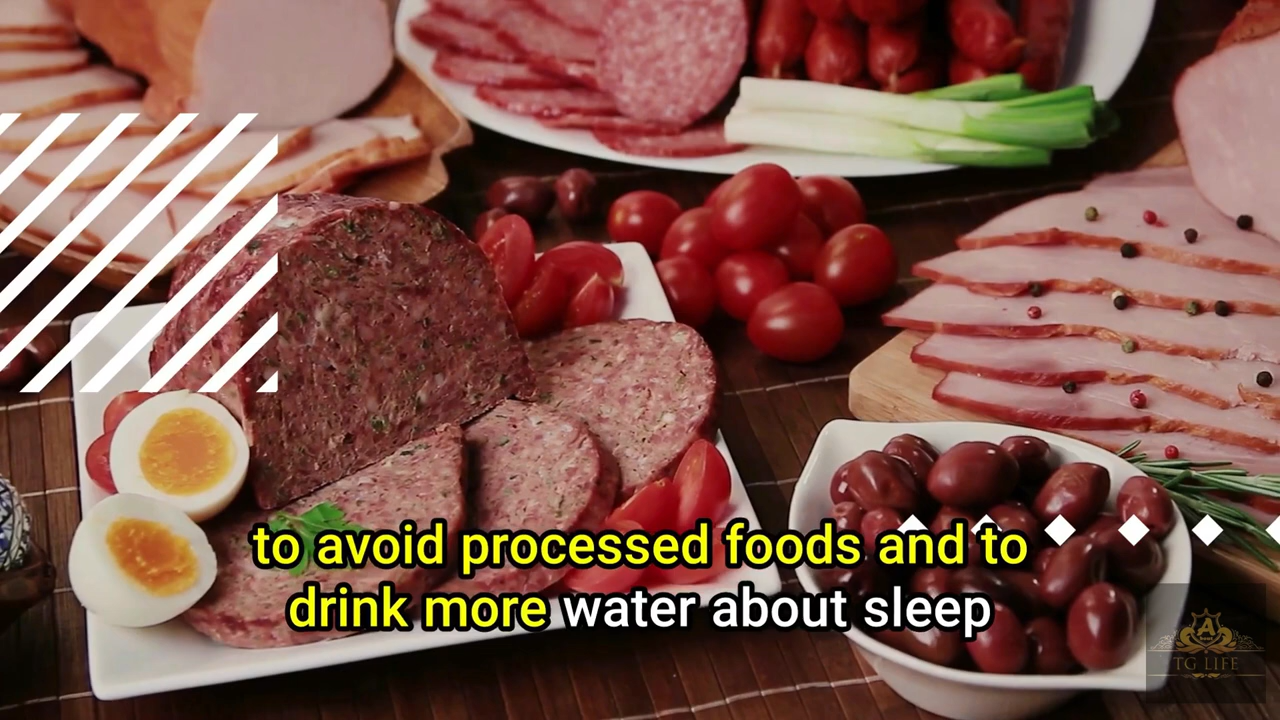 to avoid processed foods and to
drink more water about sleep
A
TG LIFE